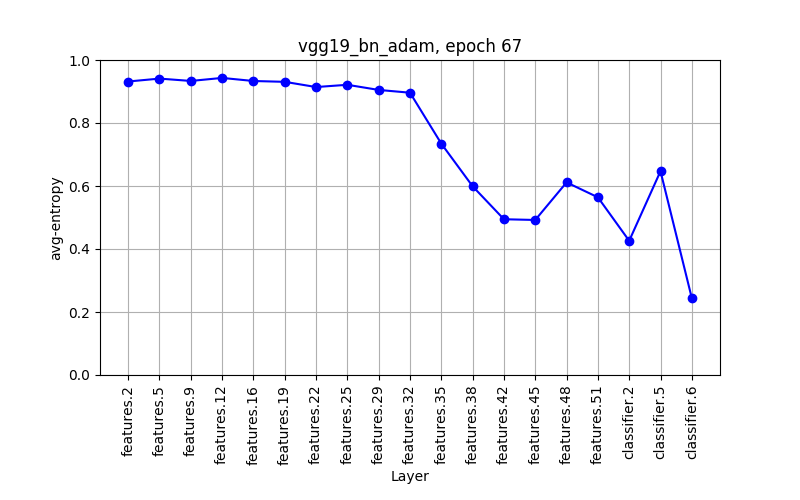 vgg19_bn_adam, epoch 67
1.0
0.8
0.6
0.4
0.2
0.0
avg-entropy
features.2
features.5
features.9
features.12
features.16
features.19
features.22
features.25
features.29
features.32
features.35
features.38
features.42
features.45
features.48
features.51
classifier.2
classifier.5
classifier.6
Layer